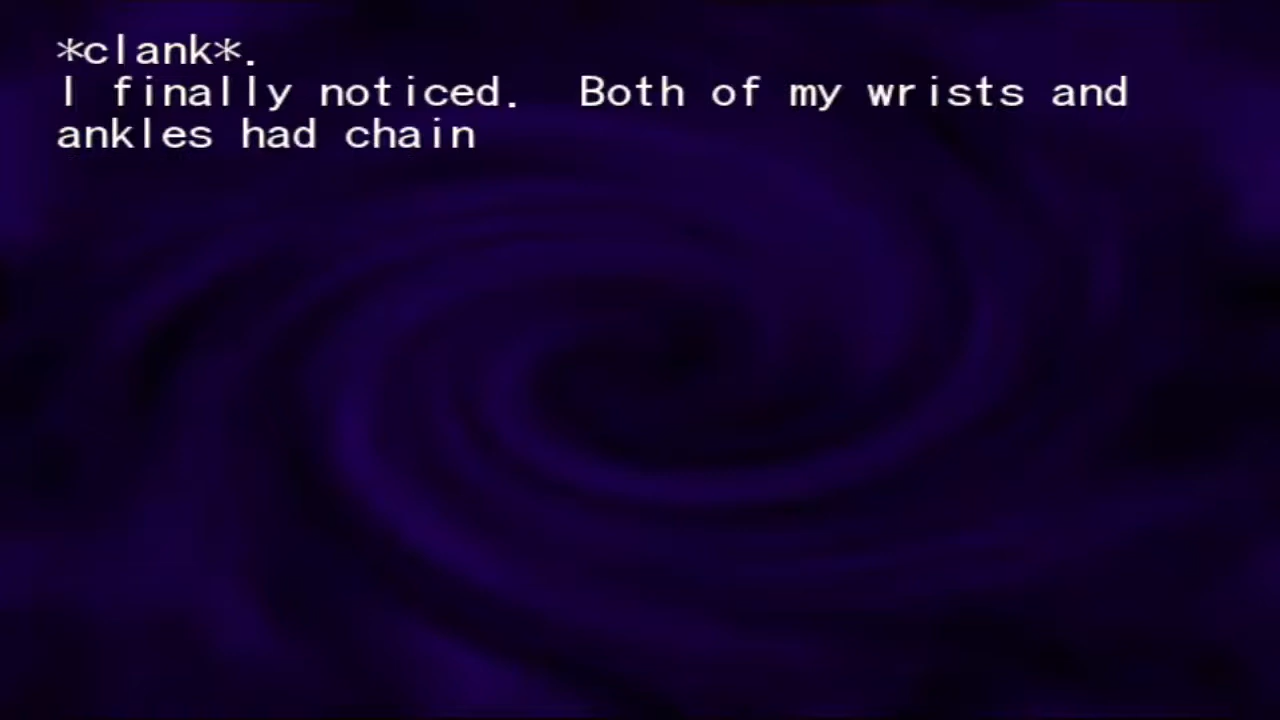 *clank*.
I finally noticed.  Both of my wrists and
ankles had chain